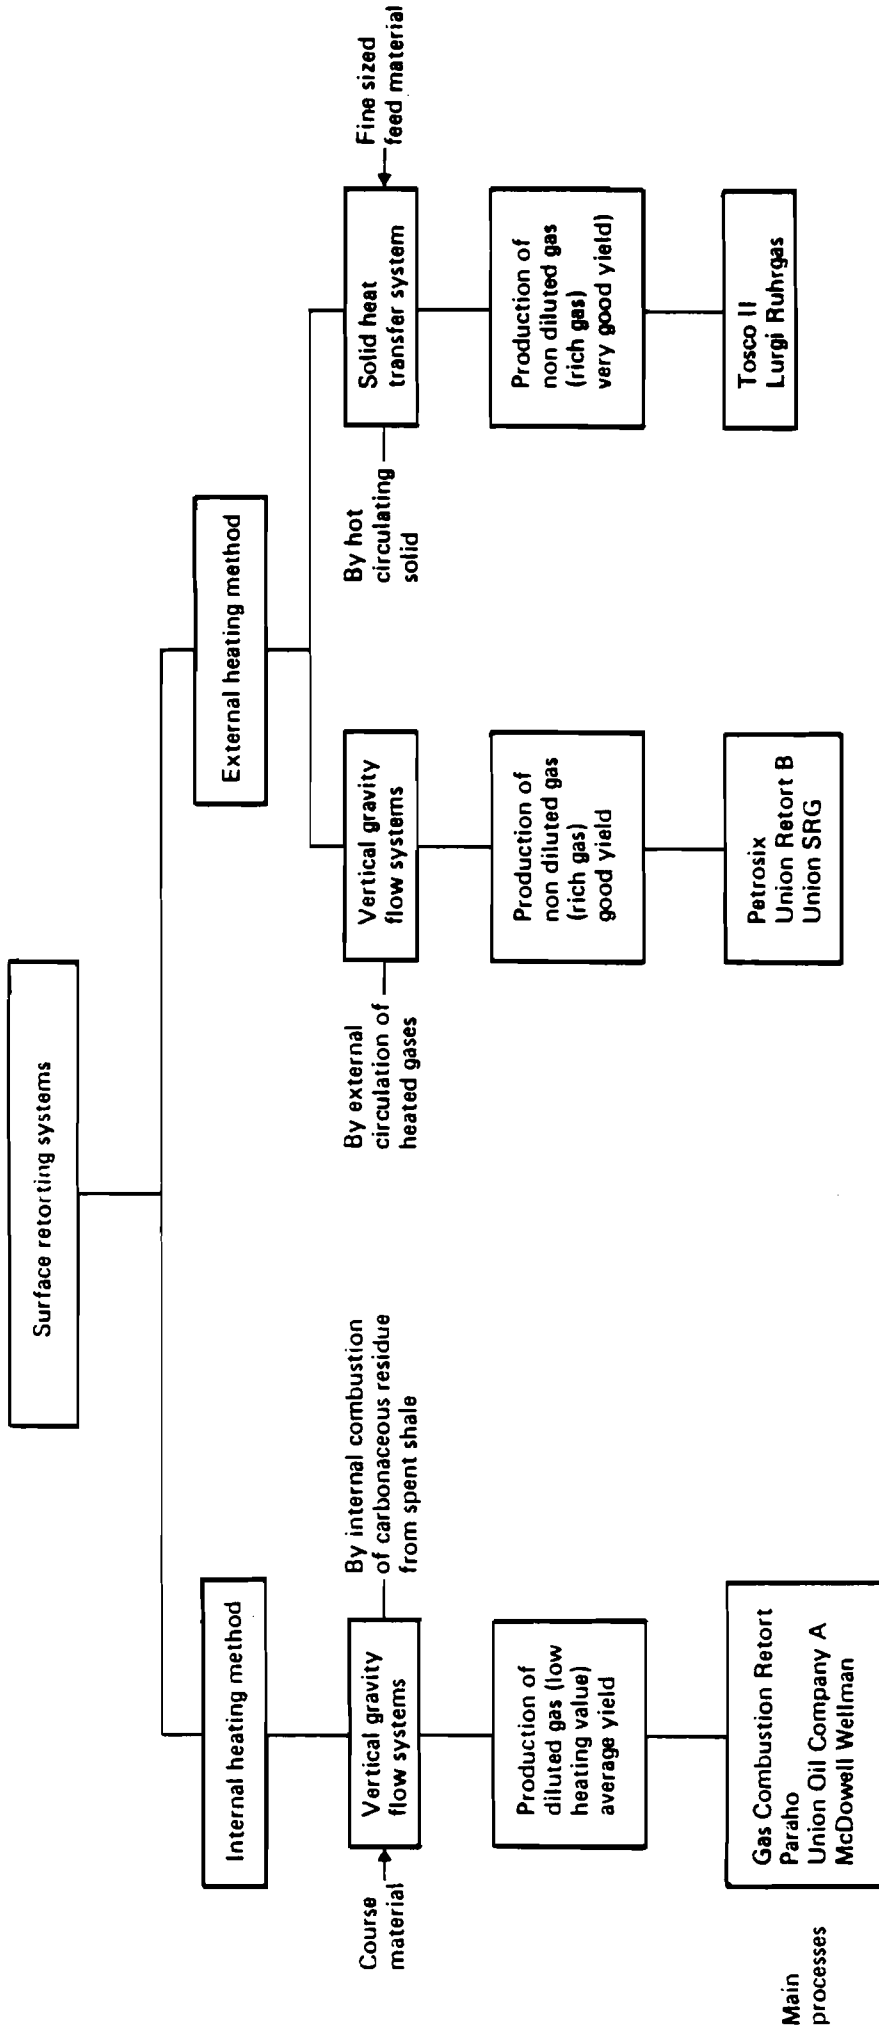 Surface retorting systems
Internal heating method
External heating method
Course
material
Vertical gravity
flow systems
By internal combustion
of carbonaceous residue
from spent shale
By external
circulation of
heated gases
Vertical gravity
flow systems
By hot
circulating
solid
Solid heat
transfer system
Fine sized
feed material
Production of
diluted gas (low
heating value)
average yield
Production of
non diluted gas
(rich gas)
good yield
Production of
non diluted gas
(rich gas)
very good yield)
Main
processes
Gas Combustion Retort
Paraho
Union Oil Company A
McDowell Wellman
Petrosix
Union Retort B
Union SRG
Tosco II
Lurgi Ruhrgas